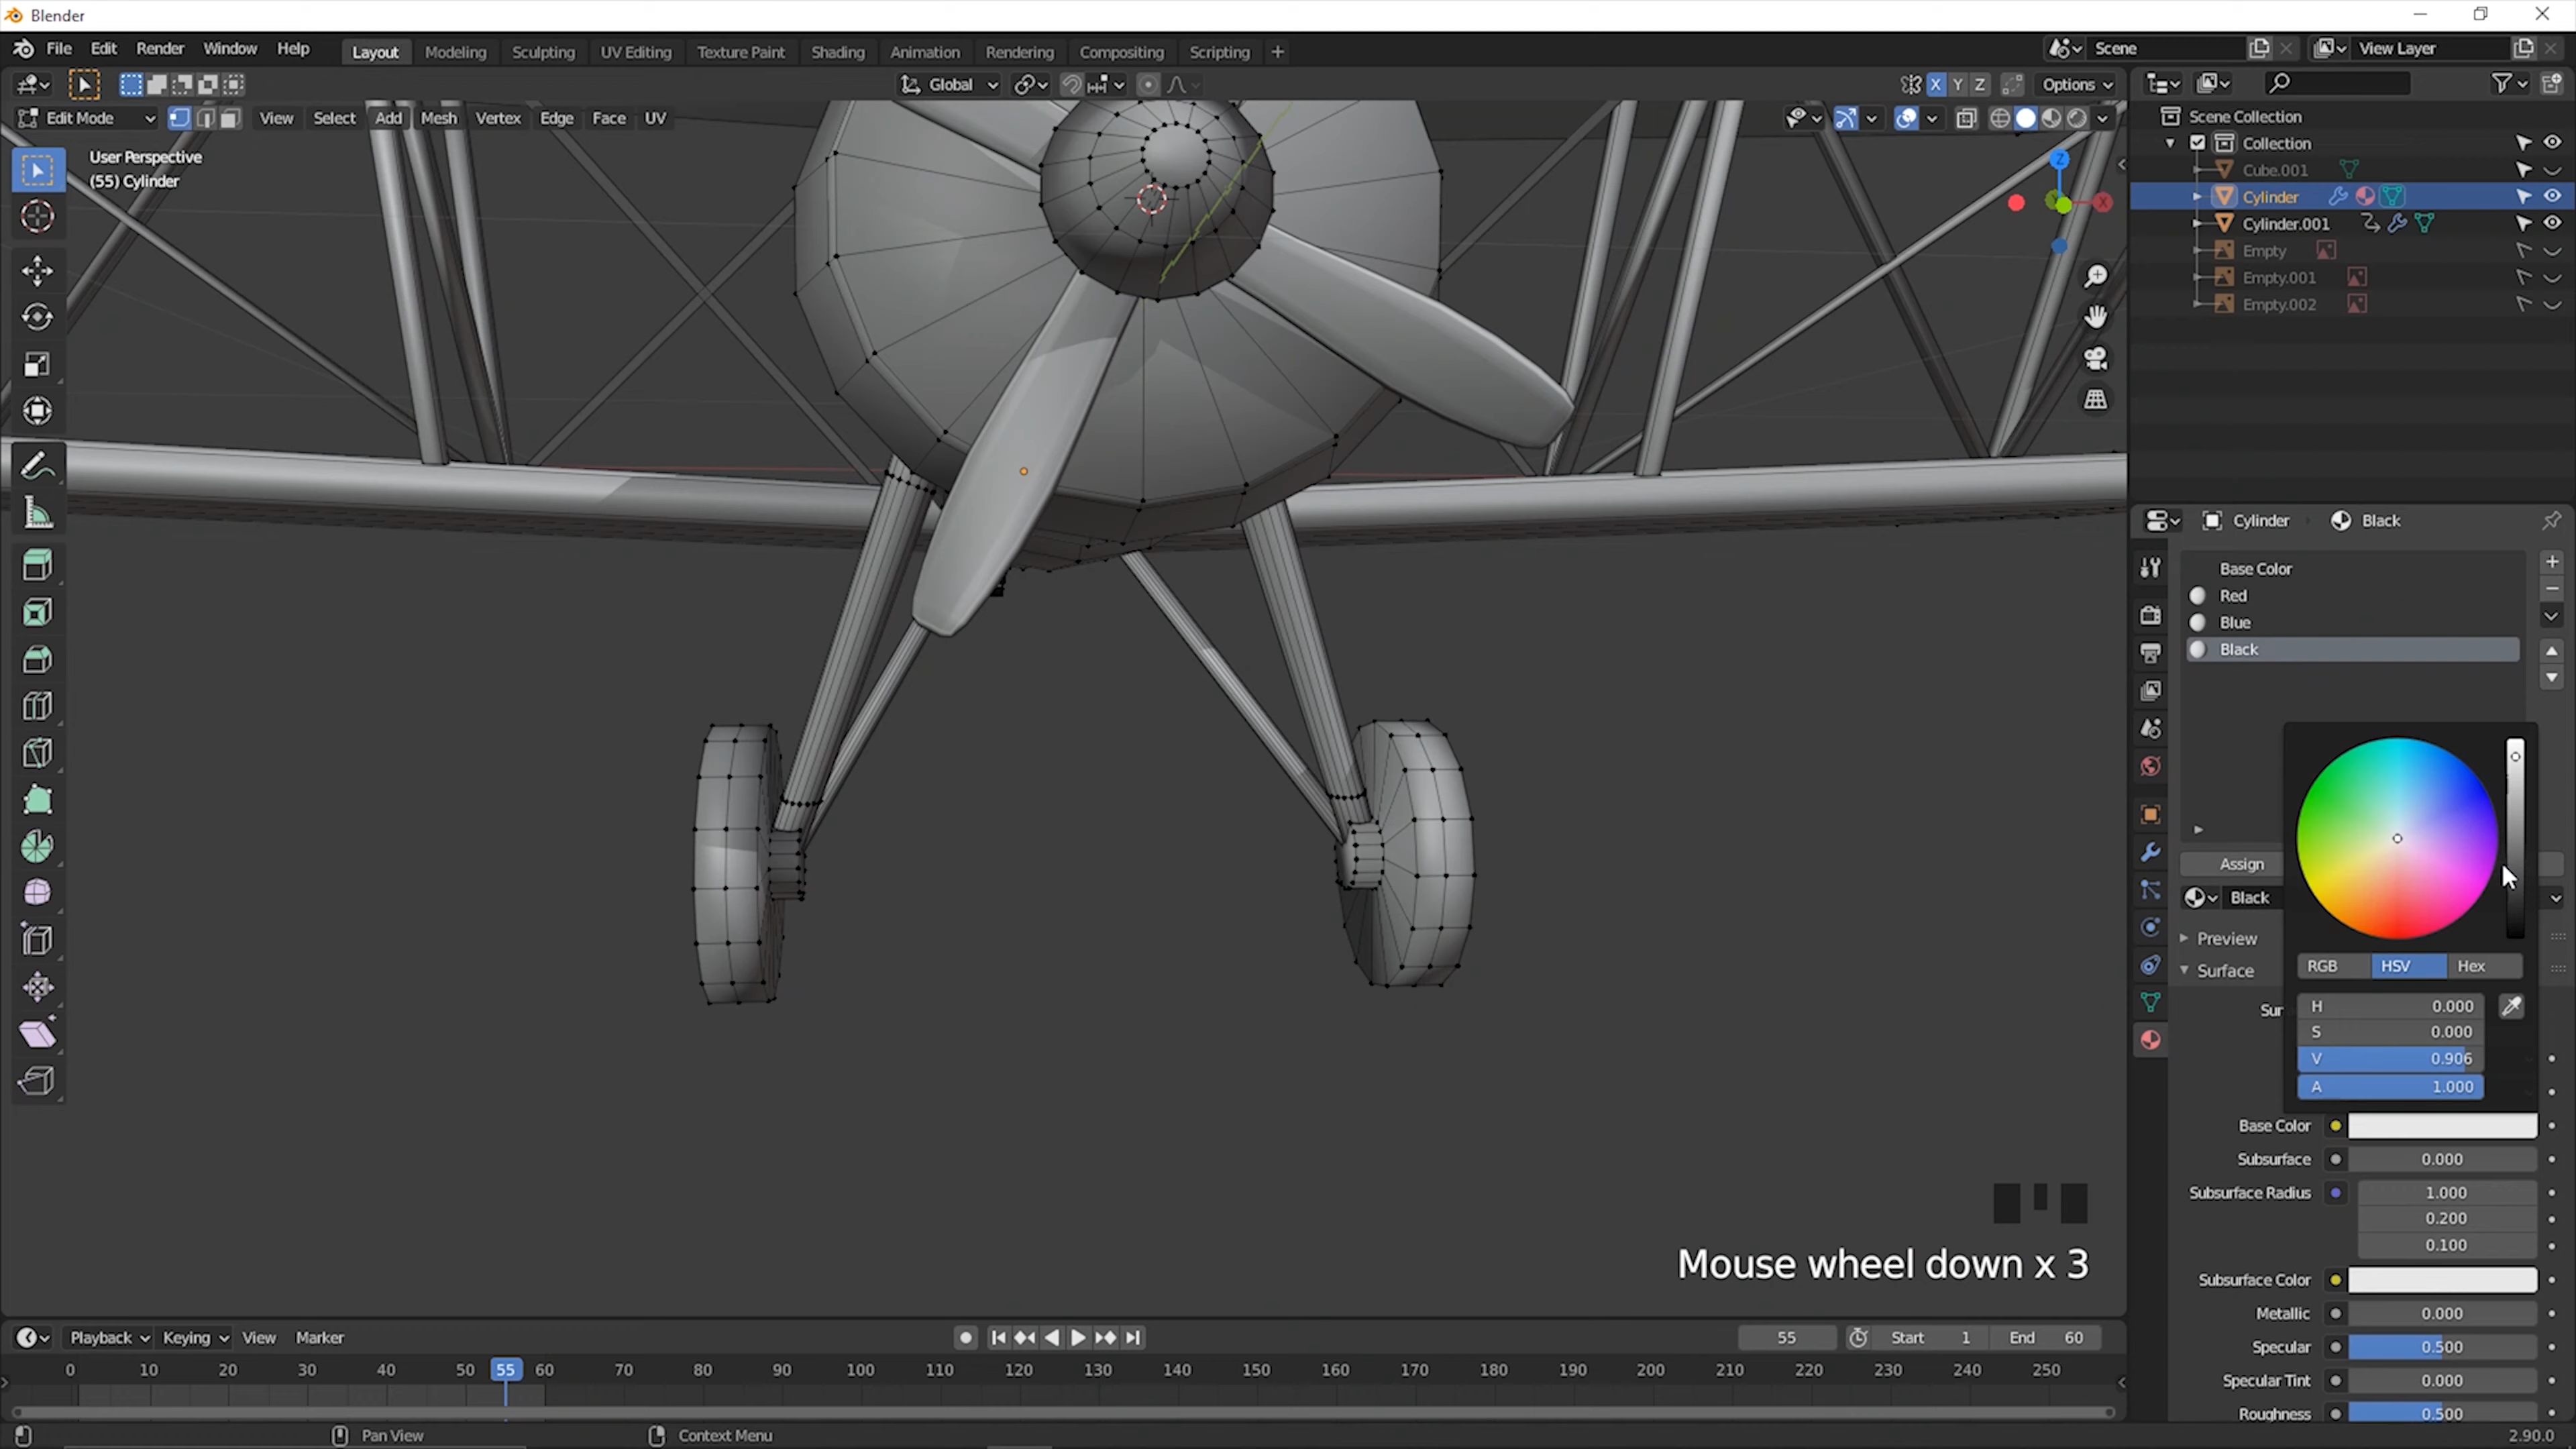 Blender
File Edit Render Window Help Layout Modeling Sculpting UV Editing Texture Paint Shading Animation Rendering Compositing Scripting + Scene View Layer
Global X Y Z Options
Edit Mode View Select Add Mesh Vertex Edge Face UV
User Perspective
(55) Cylinder
Z
X
Y
Scene Collection
Collection
Cube.001
Cylinder
Cylinder.001
Empty
Empty.001
Empty.002
Cylinder Black
Base Color
Red
Blue
Black
Assign
Black
Preview
Surface
RGB HSV Hex
Sur
H 0.000
S 0.000
V 0.906
A 1.000
Base Color
Subsurface 0.000
Subsurface Radius 1.000
0.200
0.100
Subsurface Color
Metallic 0.000
Specular 0.500
Specular Tint 0.000
Roughness 0.500
Mouse wheel down x 3
Playback Keying View Marker 55 Start 1 End 60
0 10 20 30 40 50 55 60 70 80 90 100 110 120 130 140 150 160 170 180 190 200 210 220 230 240 250
Pan View Context Menu 2.90.0